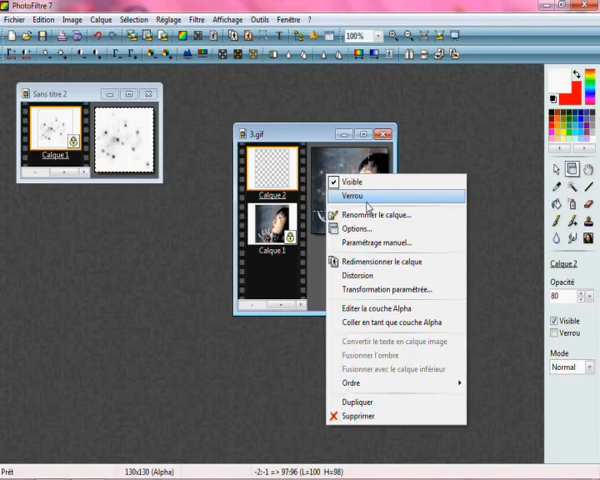 PhotoFiltre 7
Fichier Edition Image Calque Sélection Réglage Filtre Affichage Outils Fenêtre ?
T 100%
Sans titre 2
Calque 1
3.gif
Calque 2
Calque 1
Visible
Verrou
Renommer le calque...
Options...
Paramétrage manuel...
Redimensionner le calque
Distorsion
Transformation paramétrée...
Editer la couche Alpha
Coller en tant que couche Alpha
Convertir le texte en calque image
Fusionner l'ombre
Fusionner avec le calque inférieur
Ordre
Dupliquer
Supprimer
Calque 2
Opacité
80
Visible
Verrou
Mode
Normal
Prêt 130x130 (Alpha) -2:-1 => 97:96 (L=100 H=98)